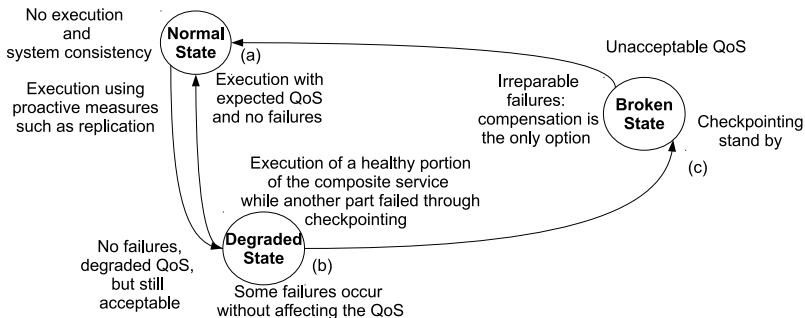 No execution
and
system consistency
Normal
State
(a)
Execution using
proactive measures
such as replication
Execution with
expected QoS
and no failures
Unacceptable QoS
Irreparable
failures:
compensation is
the only option
Broken
State
Checkpointing
stand by
(c)
Execution of a healthy portion
of the composite service
while another part failed through
checkpointing
No failures,
degraded QoS,
but still
acceptable
Degraded
State
(b)
Some failures occur
without affecting the QoS